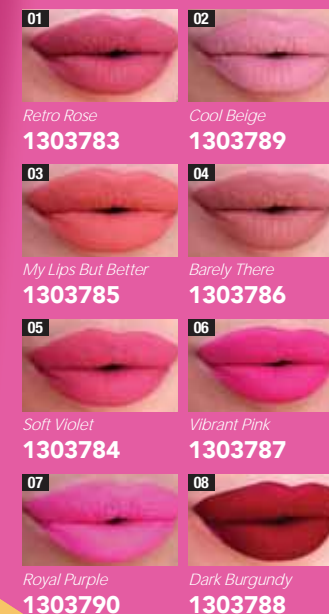 01
Retro Rose
1303783
02
Cool Beige
1303789
03
My Lips But Better
1303785
04
Barely There
1303786
05
Soft Violet
1303784
06
Vibrant Pink
1303787
07
Royal Purple
1303790
08
Dark Burgundy
1303788